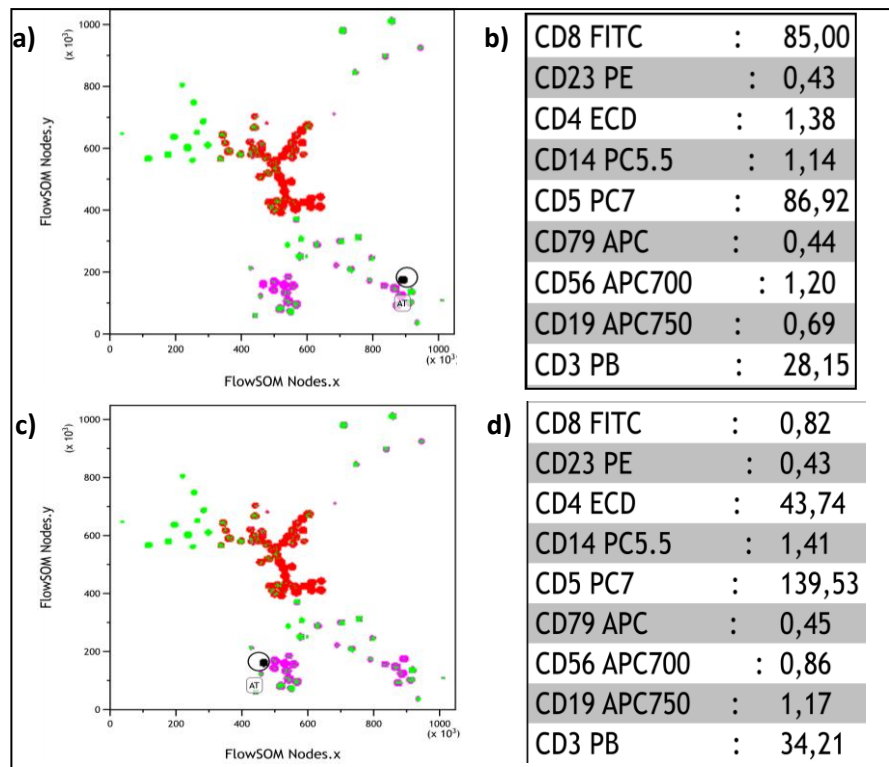 a)
(x 10³)
1000
800
600
400
200
0
FlowSOM Nodes.y
AT
0 200 400 600 800 1000
(x 10³)
FlowSOM Nodes.x
b)
CD8 FITC : 85,00
CD23 PE : 0,43
CD4 ECD : 1,38
CD14 PC5.5 : 1,14
CD5 PC7 : 86,92
CD79 APC : 0,44
CD56 APC700 : 1,20
CD19 APC750 : 0,69
CD3 PB : 28,15
c)
(x 10³)
1000
800
600
400
200
0
FlowSOM Nodes.y
AT
0 200 400 600 800 1000
(x 10³)
FlowSOM Nodes.x
d)
CD8 FITC : 0,82
CD23 PE : 0,43
CD4 ECD : 43,74
CD14 PC5.5 : 1,41
CD5 PC7 : 139,53
CD79 APC : 0,45
CD56 APC700 : 0,86
CD19 APC750 : 1,17
CD3 PB : 34,21